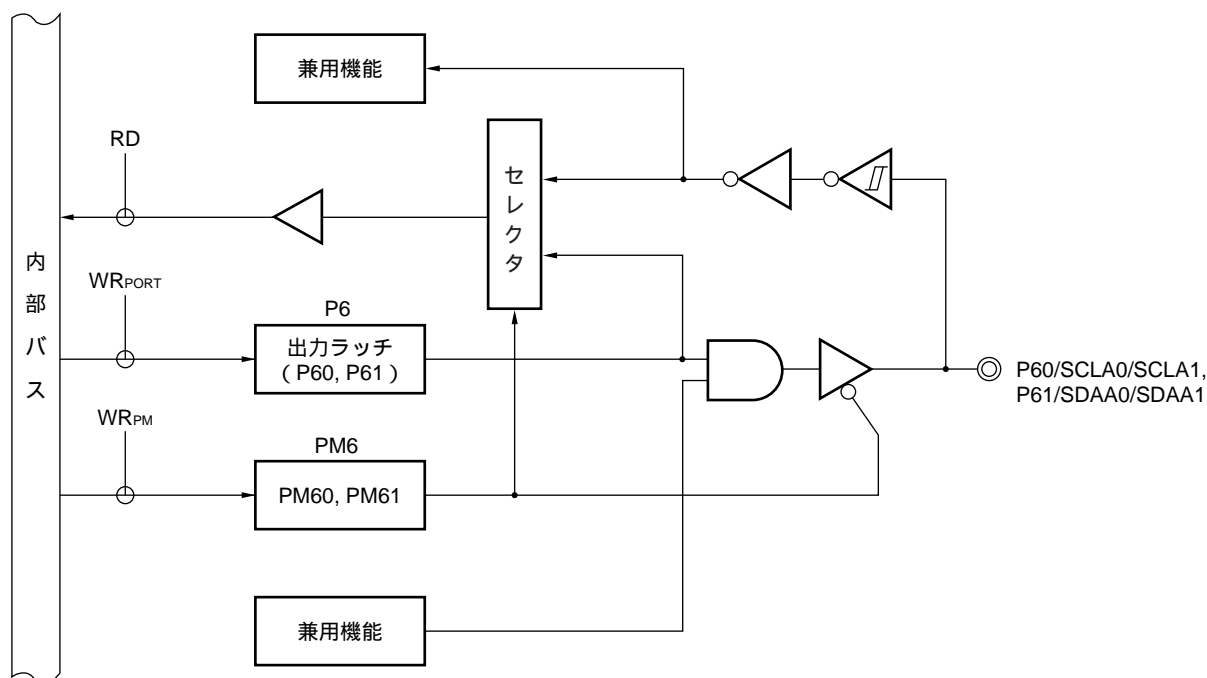 兼用機能
RD
セレクタ
内部バス
WRPORT
P6
出力ラッチ
（P60, P61）
P60/SCLA0/SCLA1,
P61/SDAA0/SDAA1
WRPM
PM6
PM60, PM61
兼用機能